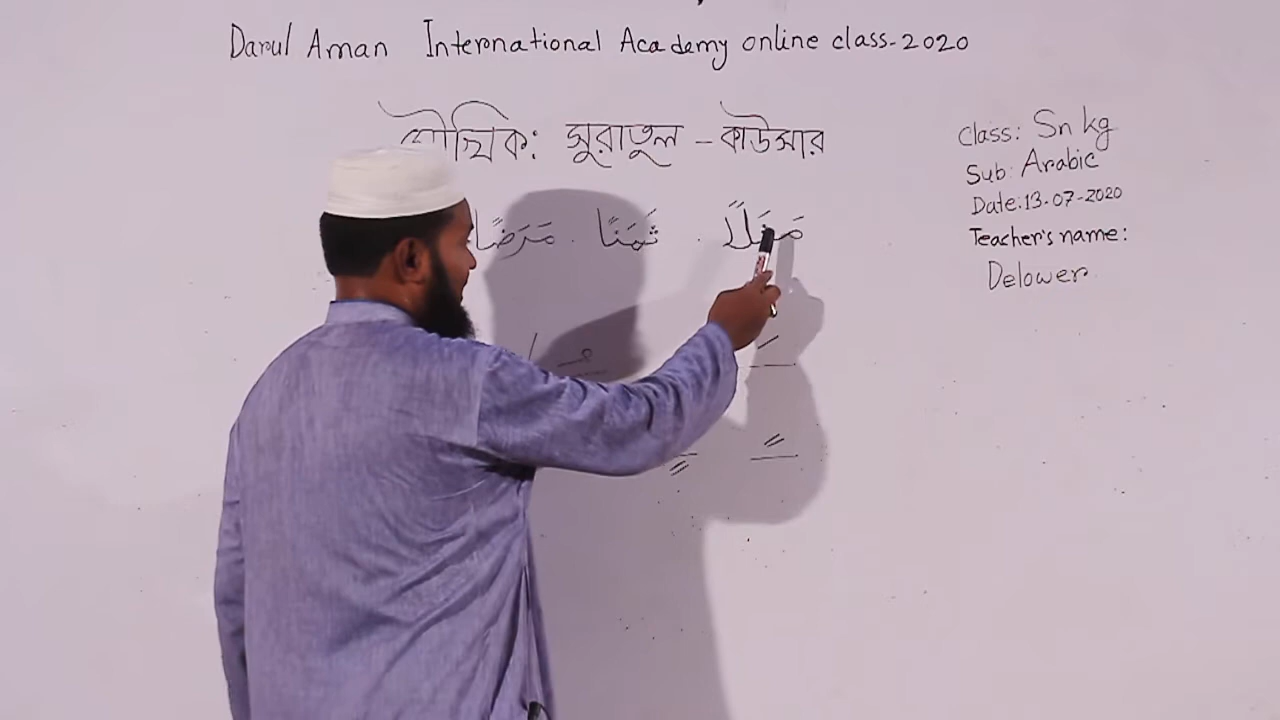 Darul Aman International Academy online class-2020
মৌখিক: সুরাতুল - কাউসার
Class: Sn kg
Sub: Arabic
Date: 13-07-2020
Teacher's name:
Delower
ثَمَنًا مَرَضًا